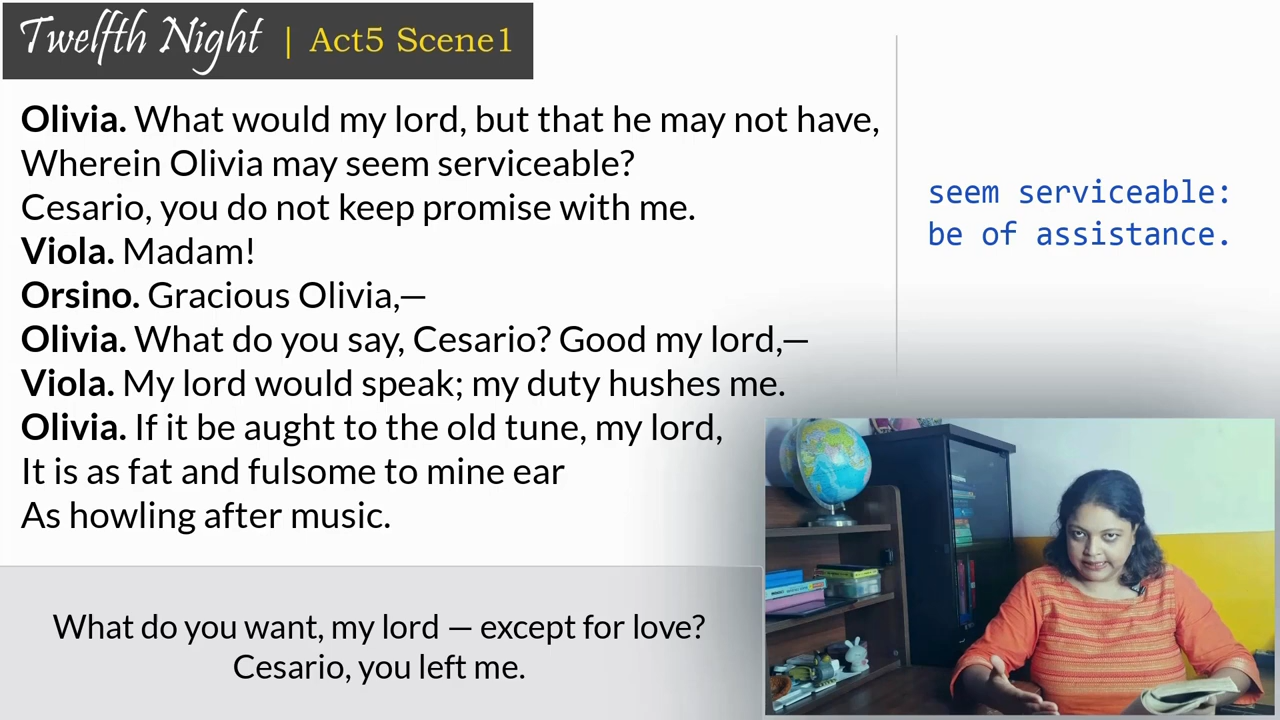 Twelfth Night | Act5 Scene1
Olivia. What would my lord, but that he may not have,
Wherein Olivia may seem serviceable?
Cesario, you do not keep promise with me.
Viola. Madam!
Orsino. Gracious Olivia,—
Olivia. What do you say, Cesario? Good my lord,—
Viola. My lord would speak; my duty hushes me.
Olivia. If it be aught to the old tune, my lord,
It is as fat and fulsome to mine ear
As howling after music.
seem serviceable:
be of assistance.
What do you want, my lord — except for love?
Cesario, you left me.